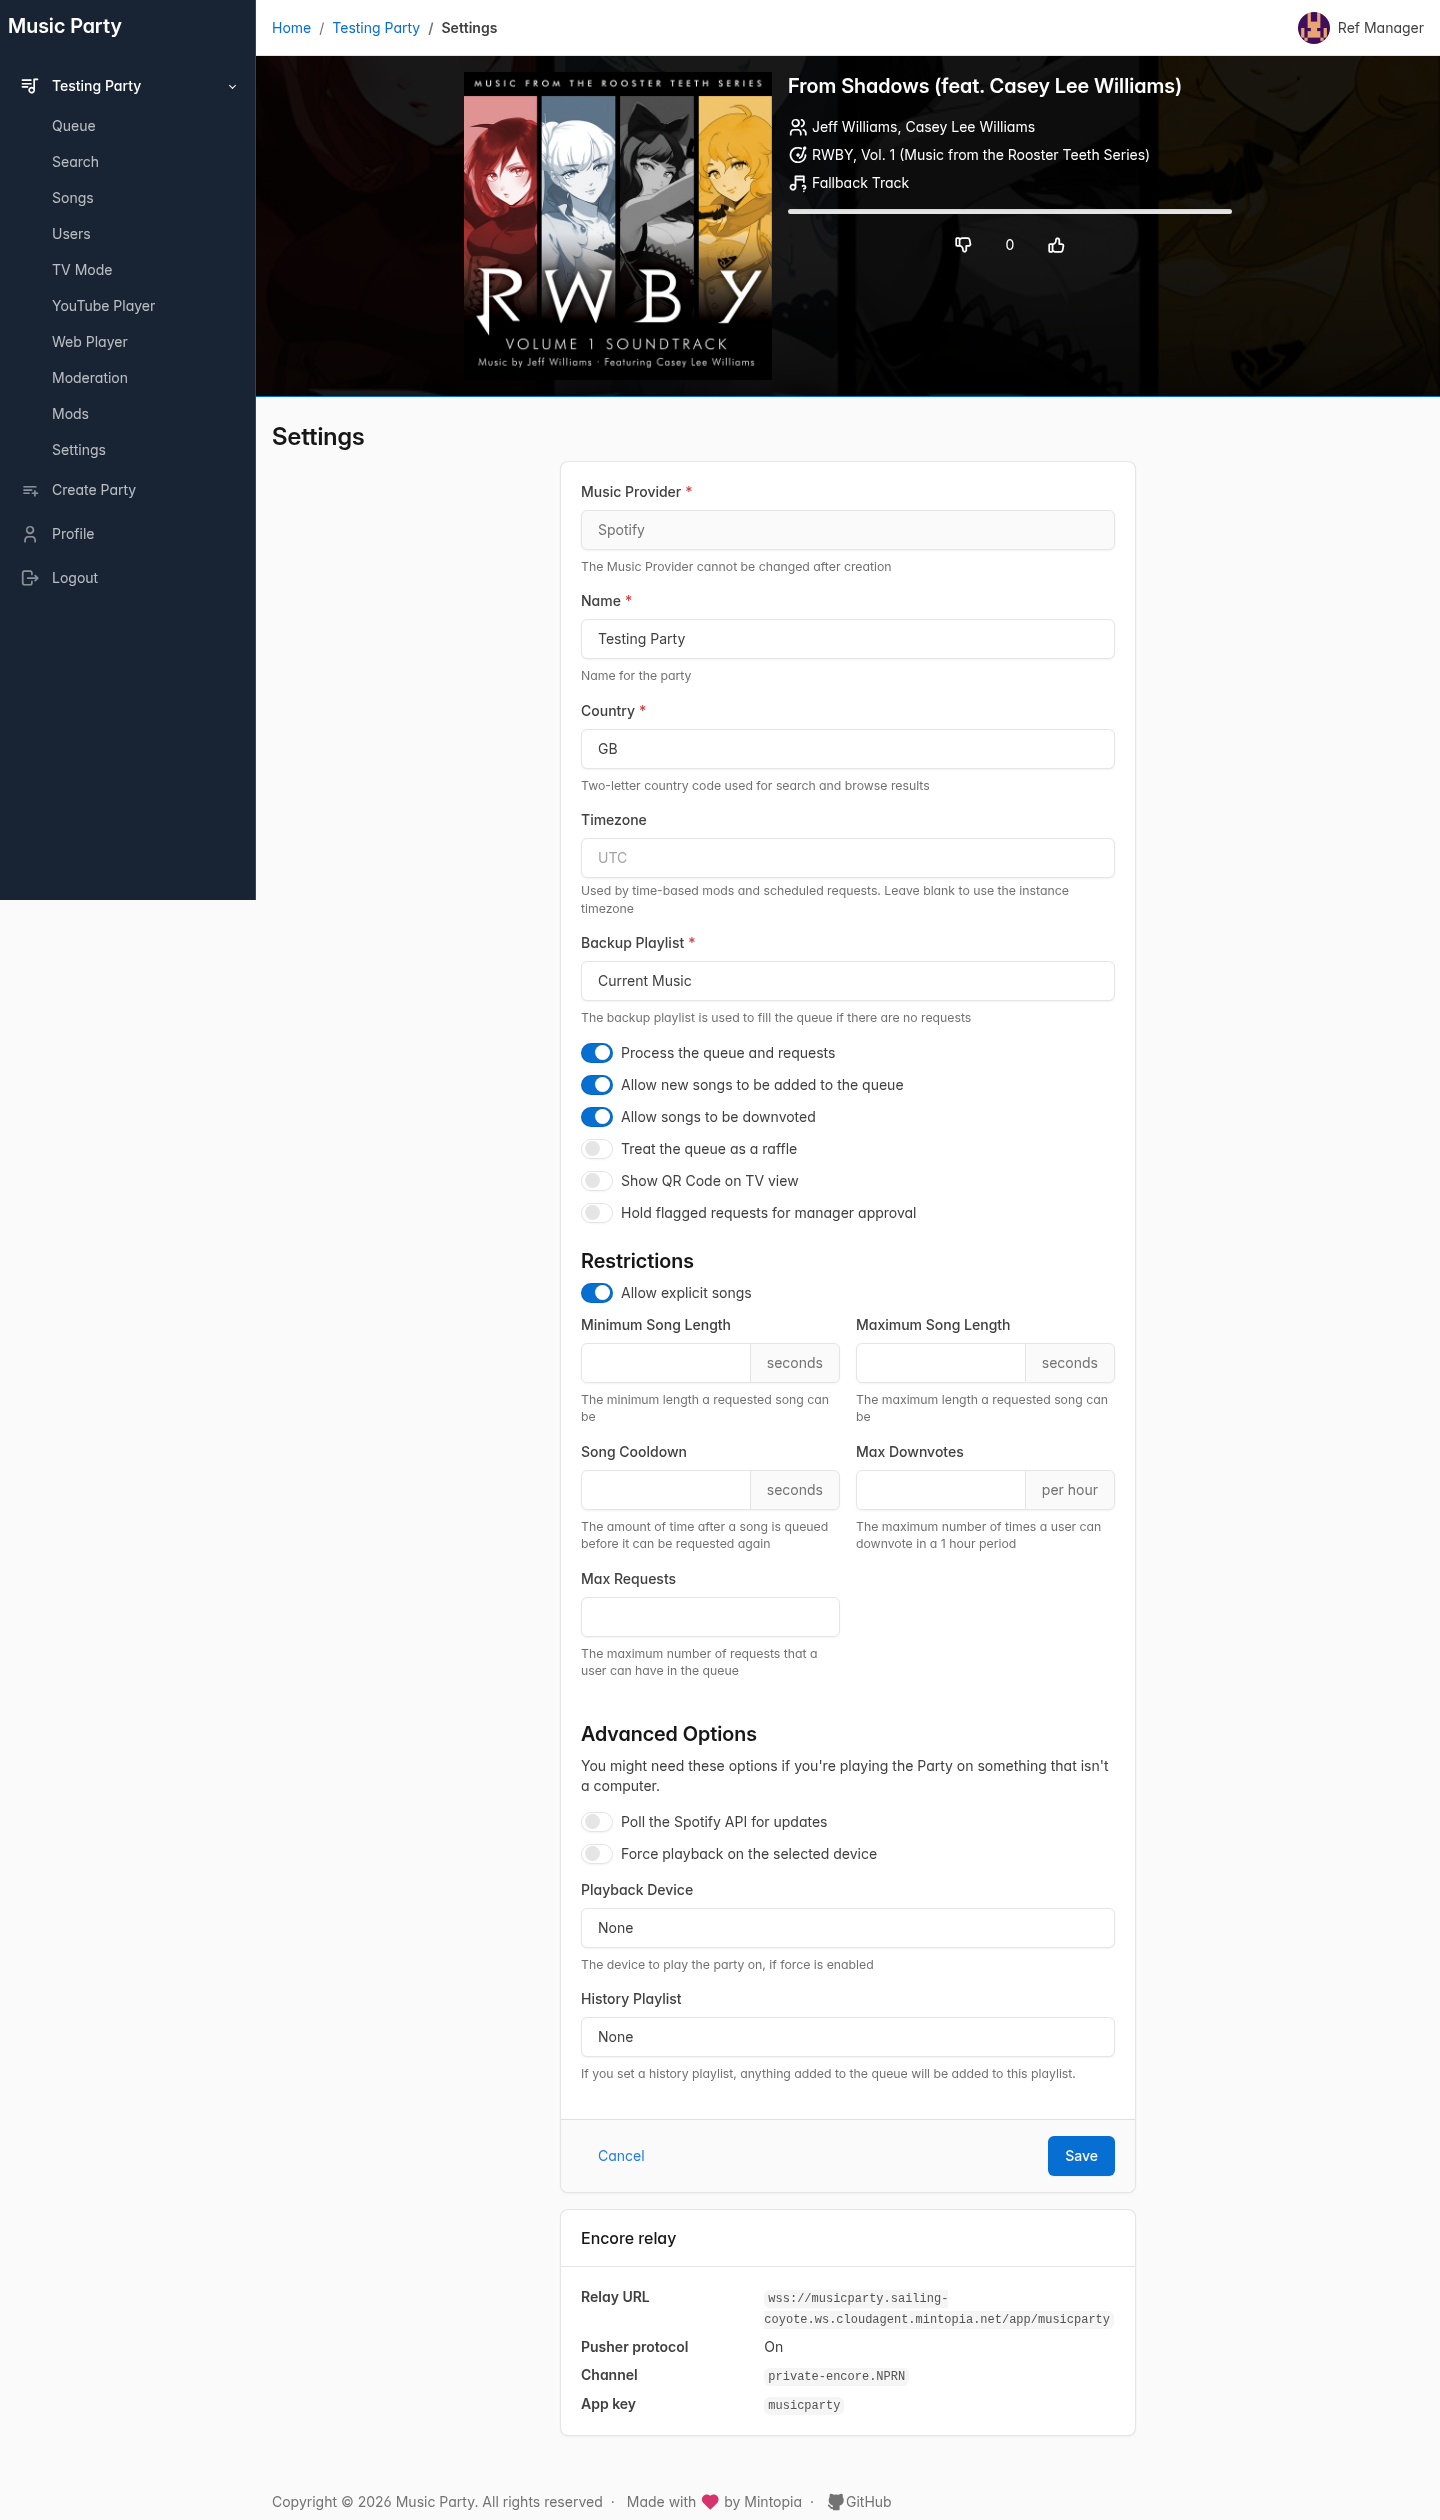 Music Party
Testing Party
Queue
Search
Songs
Users
TV Mode
YouTube Player
Web Player
Moderation
Mods
Settings
Create Party
Profile
Logout
Home / Testing Party / Settings
Ref Manager
MUSIC FROM THE ROOSTER TEETH SERIES
RWBY
VOLUME 1 SOUNDTRACK
Music by Jeff Williams · Featuring Casey Lee Williams
From Shadows (feat. Casey Lee Williams)
Jeff Williams, Casey Lee Williams
RWBY, Vol. 1 (Music from the Rooster Teeth Series)
Fallback Track
0
Settings
Music Provider *
Spotify
The Music Provider cannot be changed after creation
Name *
Testing Party
Name for the party
Country *
GB
Two-letter country code used for search and browse results
Timezone
UTC
Used by time-based mods and scheduled requests. Leave blank to use the instance
timezone
Backup Playlist *
Current Music
The backup playlist is used to fill the queue if there are no requests
Process the queue and requests
Allow new songs to be added to the queue
Allow songs to be downvoted
Treat the queue as a raffle
Show QR Code on TV view
Hold flagged requests for manager approval
Restrictions
Allow explicit songs
Minimum Song Length
seconds
The minimum length a requested song can
be
Maximum Song Length
seconds
The maximum length a requested song can
be
Song Cooldown
seconds
The amount of time after a song is queued
before it can be requested again
Max Downvotes
per hour
The maximum number of times a user can
downvote in a 1 hour period
Max Requests
The maximum number of requests that a
user can have in the queue
Advanced Options
You might need these options if you're playing the Party on something that isn't
a computer.
Poll the Spotify API for updates
Force playback on the selected device
Playback Device
None
The device to play the party on, if force is enabled
History Playlist
None
If you set a history playlist, anything added to the queue will be added to this playlist.
Cancel
Save
Encore relay
Relay URL
wss://musicparty.sailing-
coyote.ws.cloudagent.mintopia.net/app/musicparty
Pusher protocol
On
Channel
private-encore.NPRN
App key
musicparty
Copyright © 2026 Music Party. All rights reserved · Made with by Mintopia · GitHub